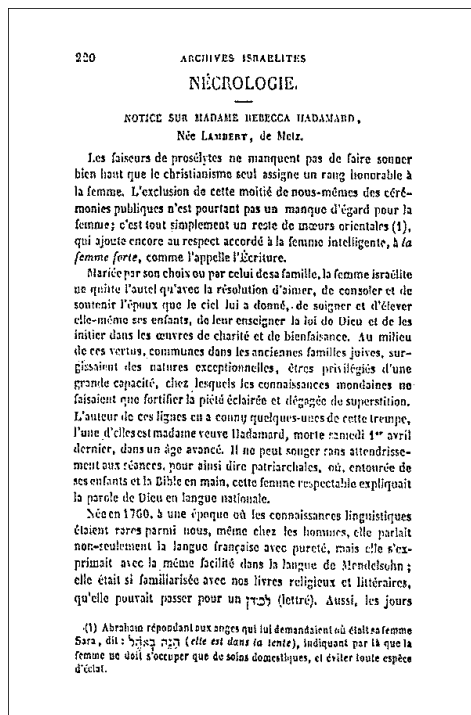 220 ARCHIVES ISRAELITES
NÉCROLOGIE.
NOTICE SUR MADAME REBECCA HADAMARD,
Née LAMBERT, de Metz.
Les faiseurs de prosélytes ne manquent pas de faire sonner
bien haut que le christianisme seul assigne un rang honorable à
la femme. L'exclusion de cette moitié de nous-mêmes des céré-
monies publiques n'est pourtant pas un manque d'égard pour la
femme; c'est tout simplement un reste de mœurs orientales (1),
qui ajoute encore au respect accordé à la femme intelligente, à la
femme forte, comme l'appelle l'Écriture.
Mariée par son choix ou par celui de sa famille, la femme israélite
ne quitte l'autel qu'avec la résolution d'aimer, de consoler et de
soutenir l'époux que le ciel lui a donné, de soigner et d'élever
elle-même ses enfants, de leur enseigner la loi de Dieu et de les
initier dans les œuvres de charité et de bienfaisance. Au milieu
de ces vertus, communes dans les anciennes familles juives, sur-
gissaient des natures exceptionnelles, êtres privilégiés d'une
grande capacité, chez lesquels les connaissances mondaines ne
faisaient que fortifier la piété éclairée et dégagée de superstition.
L'auteur de ces lignes en a connu quelques-unes de cette trempe,
l'une d'elles est madame veuve Hadamard, morte samedi 1er avril
dernier, dans un âge avancé. Il ne peut songer sans attendrisse-
ment aux séances, pour ainsi dire patriarchales, où, entourée de
ses enfants et la Bible en main, cette femme respectable expliquait
la parole de Dieu en langue nationale.
Née en 1760, à une époque où les connaissances linguistiques
étaient rares parmi nous, même chez les hommes, elle parlait
non-seulement la langue française avec pureté, mais elle s'ex-
primait avec la même facilité dans la langue de Mendelsohn;
elle était si familiarisée avec nos livres religieux et littéraires,
qu'elle pouvait passer pour un למדן (lettré). Aussi, les jours
(1) Abraham répondant aux anges qui lui demandaient où était sa femme
Sara, dit: הנה באהל (elle est dans la tente), indiquant par là que la
femme ne doit s'occuper que de soins domestiques, et éviter toute espèce
d'éclat.